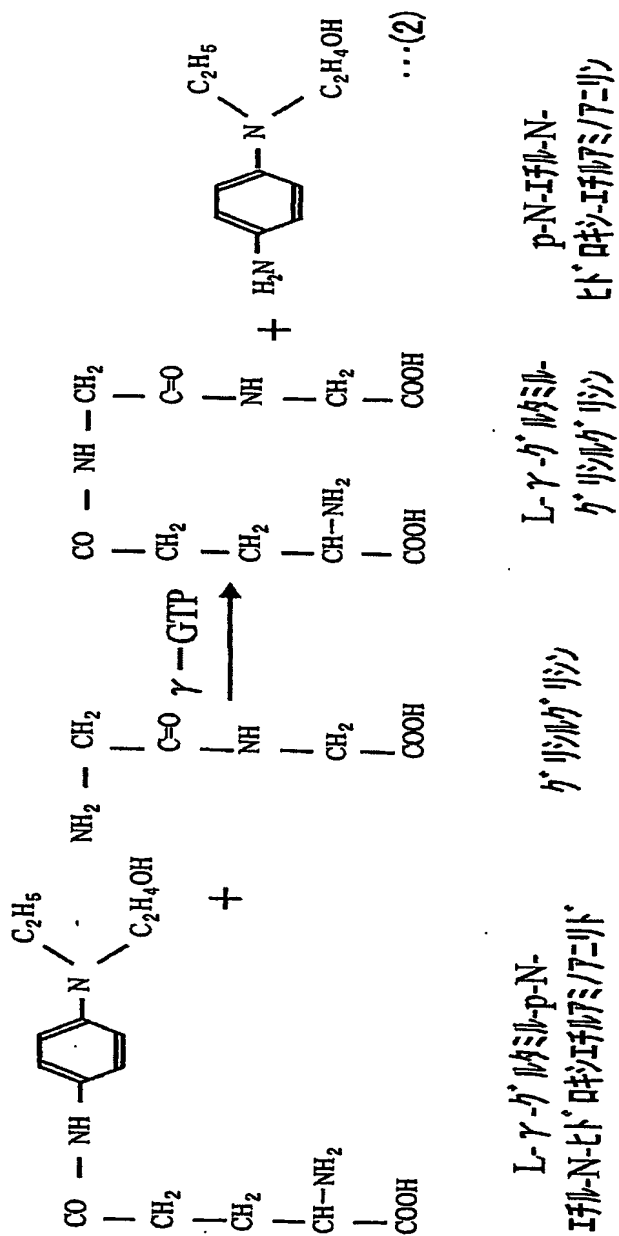 C₂H₅
CO — NH
N
C₂H₄OH
CH₂
CH₂
CH—NH₂
COOH
+
NH₂ — CH₂
C=O
NH
CH₂
COOH
γ—GTP
CO — NH — CH₂
CH₂
C=O
CH₂
NH
CH—NH₂
CH₂
COOH
COOH
+
C₂H₅
H₂N
N
C₂H₄OH
…(2)
L-γ-ｸﾞﾙﾀﾐﾙ-p-N-
ｴﾁﾙ-N-ﾋﾄﾞﾛｷｼｴﾁﾙｱﾐﾉｱﾆﾘﾄﾞ
ｸﾞﾘｼﾙｸﾞﾘｼﾝ
L-γ-ｸﾞﾙﾀﾐﾙ-
ｸﾞﾘｼﾙｸﾞﾘｼﾝ
p-N-ｴﾁﾙ-N-
ﾋﾄﾞﾛｷｼ-ｴﾁﾙｱﾐﾉｱﾆﾘﾝ